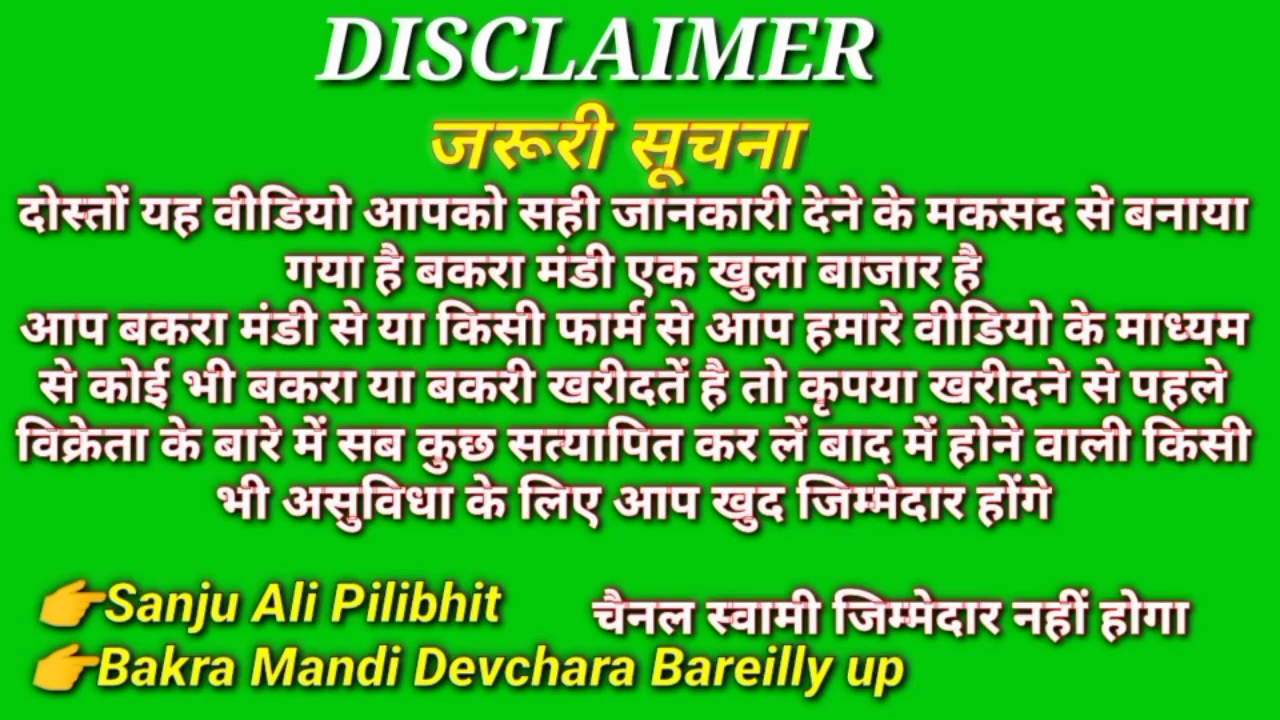 DISCLAIMER
जरूरी सूचना
दोस्तों यह वीडियो आपको सही जानकारी देने के मकसद से बनाया
गया है बकरा मंडी एक खुला बाजार है
आप बकरा मंडी से या किसी फार्म से आप हमारे वीडियो के माध्यम
से कोई भी बकरा या बकरी खरीदतें है तो कृपया खरीदने से पहले
विक्रेता के बारे में सब कुछ सत्यापित कर लें बाद में होने वाली किसी
भी असुविधा के लिए आप खुद जिम्मेदार होंगे
👉Sanju Ali Pilibhit
चैनल स्वामी जिम्मेदार नहीं होगा
👉Bakra Mandi Devchara Bareilly up